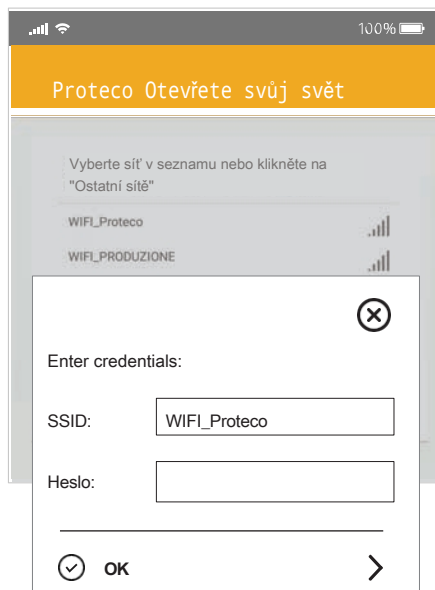 100%
Proteco Otevřete svůj svět
Vyberte síť v seznamu nebo klikněte na
"Ostatní sítě"
WIFI_Proteco
WIFI_PRODUZIONE
Enter credentials:
SSID: WIFI_Proteco
Heslo:
OK